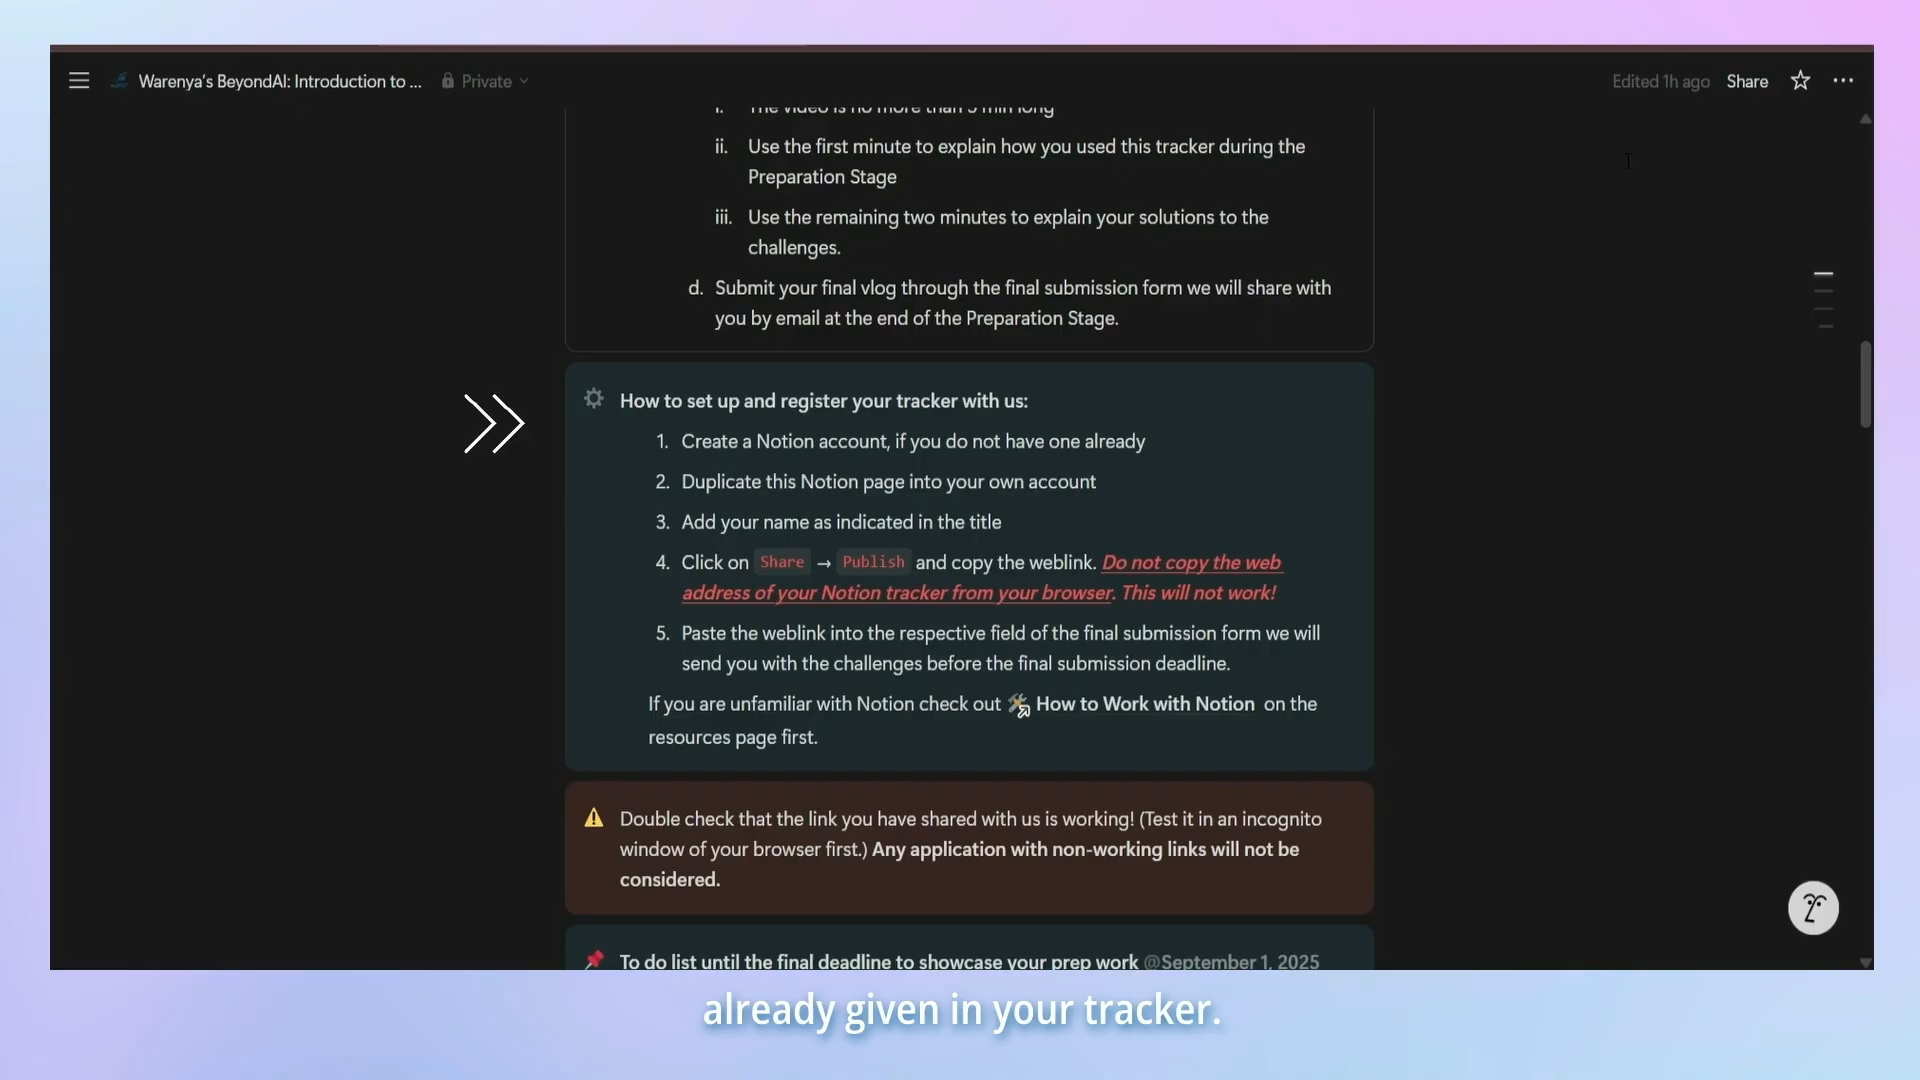 Warenya's BeyondAI: Introduction to ...
Private
Edited 1h ago
Share
i. The video is no more than 3 min long
ii. Use the first minute to explain how you used this tracker during the
Preparation Stage
iii. Use the remaining two minutes to explain your solutions to the
challenges.
d. Submit your final vlog through the final submission form we will share with
you by email at the end of the Preparation Stage.
How to set up and register your tracker with us:
1. Create a Notion account, if you do not have one already
2. Duplicate this Notion page into your own account
3. Add your name as indicated in the title
4. Click on Share → Publish and copy the weblink. Do not copy the web
address of your Notion tracker from your browser. This will not work!
5. Paste the weblink into the respective field of the final submission form we will
send you with the challenges before the final submission deadline.
If you are unfamiliar with Notion check out How to Work with Notion on the
resources page first.
Double check that the link you have shared with us is working! (Test it in an incognito
window of your browser first.) Any application with non-working links will not be
considered.
To do list until the final deadline to showcase your prep work @September 1, 2025
already given in your tracker.